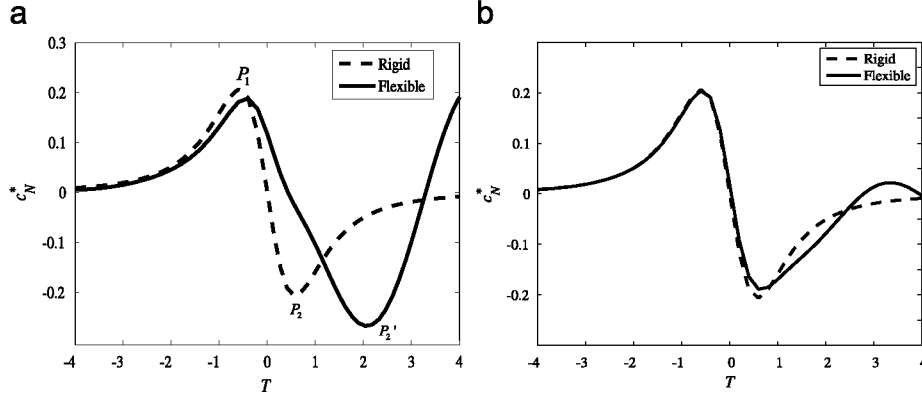 a
0.3
0.2
0.1
0
-0.1
-0.2
c*N
-4 -3 -2 -1 0 1 2 3 4
T
P1
P2
P2'
Rigid
Flexible
b
0.2
0.1
0
-0.1
-0.2
c*N
-4 -3 -2 -1 0 1 2 3 4
T
Rigid
Flexible